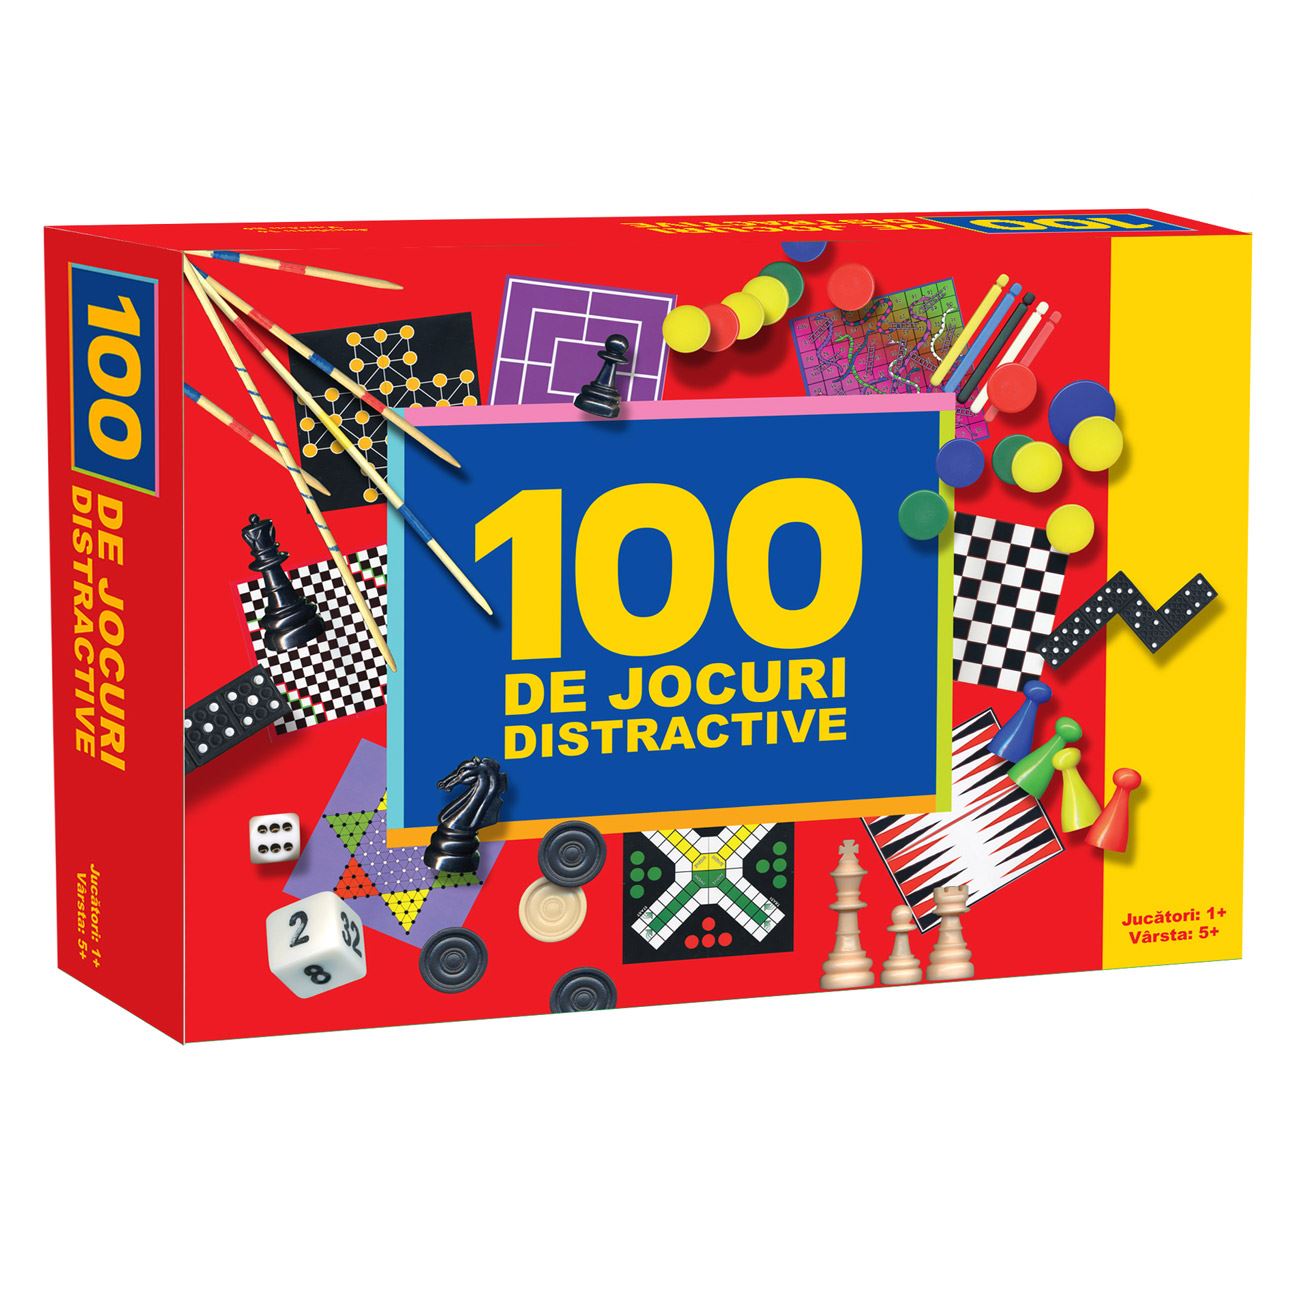 100
DE JOCURI
DISTRACTIVE
100
DE JOCURI
DISTRACTIVE
Jucători: 1+
Vârsta: 5+
100
DE JOCURI
DISTRACTIVE
2
32
8
Jucători: 1+
Vârsta: 5+